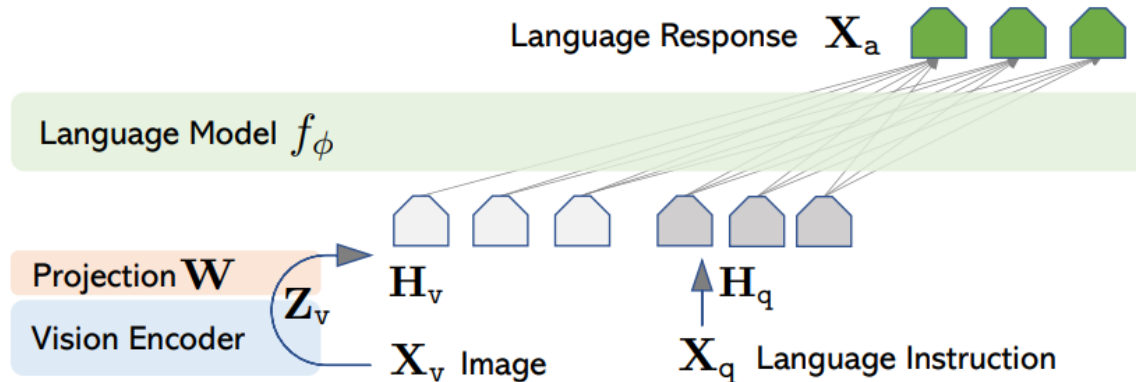 Language Response X_a
Language Model f_ϕ
Projection W
H_v
H_q
Z_v
Vision Encoder
X_v Image
X_q Language Instruction